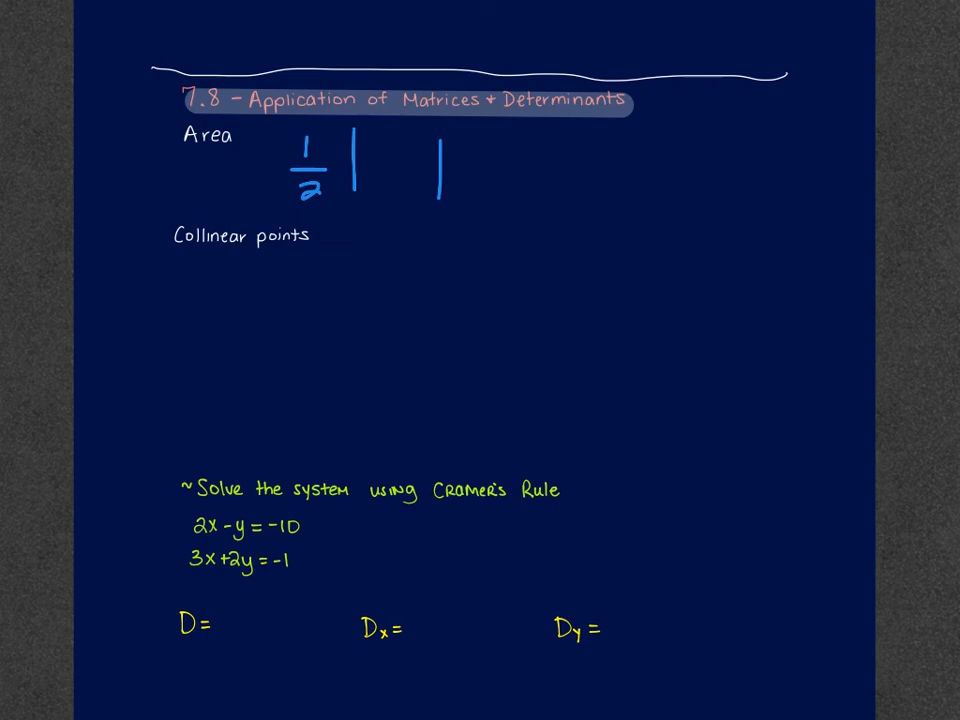 7.8 - Application of Matrices + Determinants
Area
1/2 | |
Collinear points
~Solve the system using Cramer's Rule
2x - y = -10
3x + 2y = -1
D= Dx= Dy=